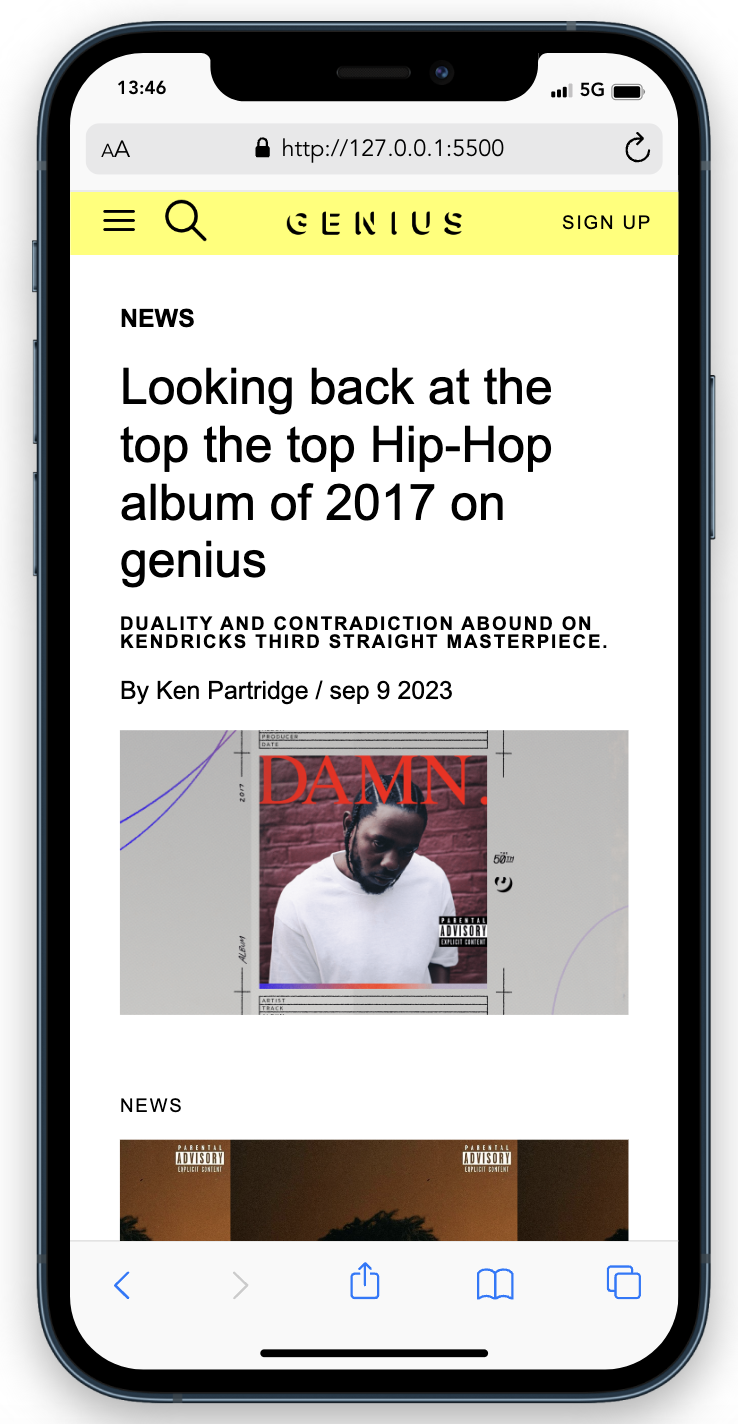 13:46
5G
AA
http://127.0.0.1:5500
GENIUS
SIGN UP
NEWS
Looking back at the
top the top Hip-Hop
album of 2017 on
genius
DUALITY AND CONTRADICTION ABOUND ON
KENDRICKS THIRD STRAIGHT MASTERPIECE.
By Ken Partridge / sep 9 2023
PRODUCER
DATE
2017
DAMN.
50
PARENTAL
ADVISORY
EXPLICIT CONTENT
ALBUM
ARTIST
TRACK
NEWS
PARENTAL
ADVISORY
EXPLICIT CONTENT
PARENTAL
ADVISORY
EXPLICIT CONTENT